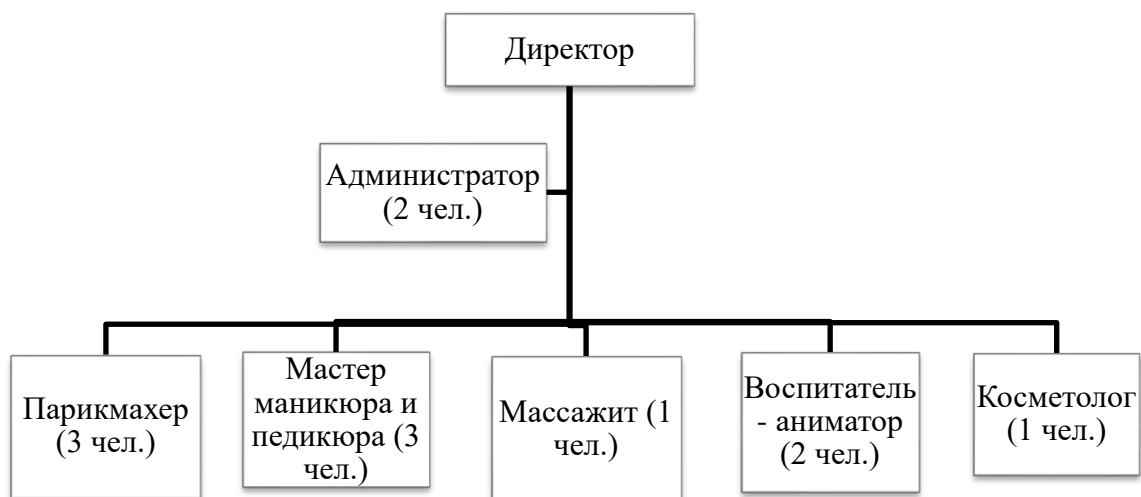 Директор
Администратор
(2 чел.)
Парикмахер
(3 чел.)
Мастер
маникюра и
педикюра (3
чел.)
Массажит (1
чел.)
Воспитатель
- аниматор
(2 чел.)
Косметолог
(1 чел.)